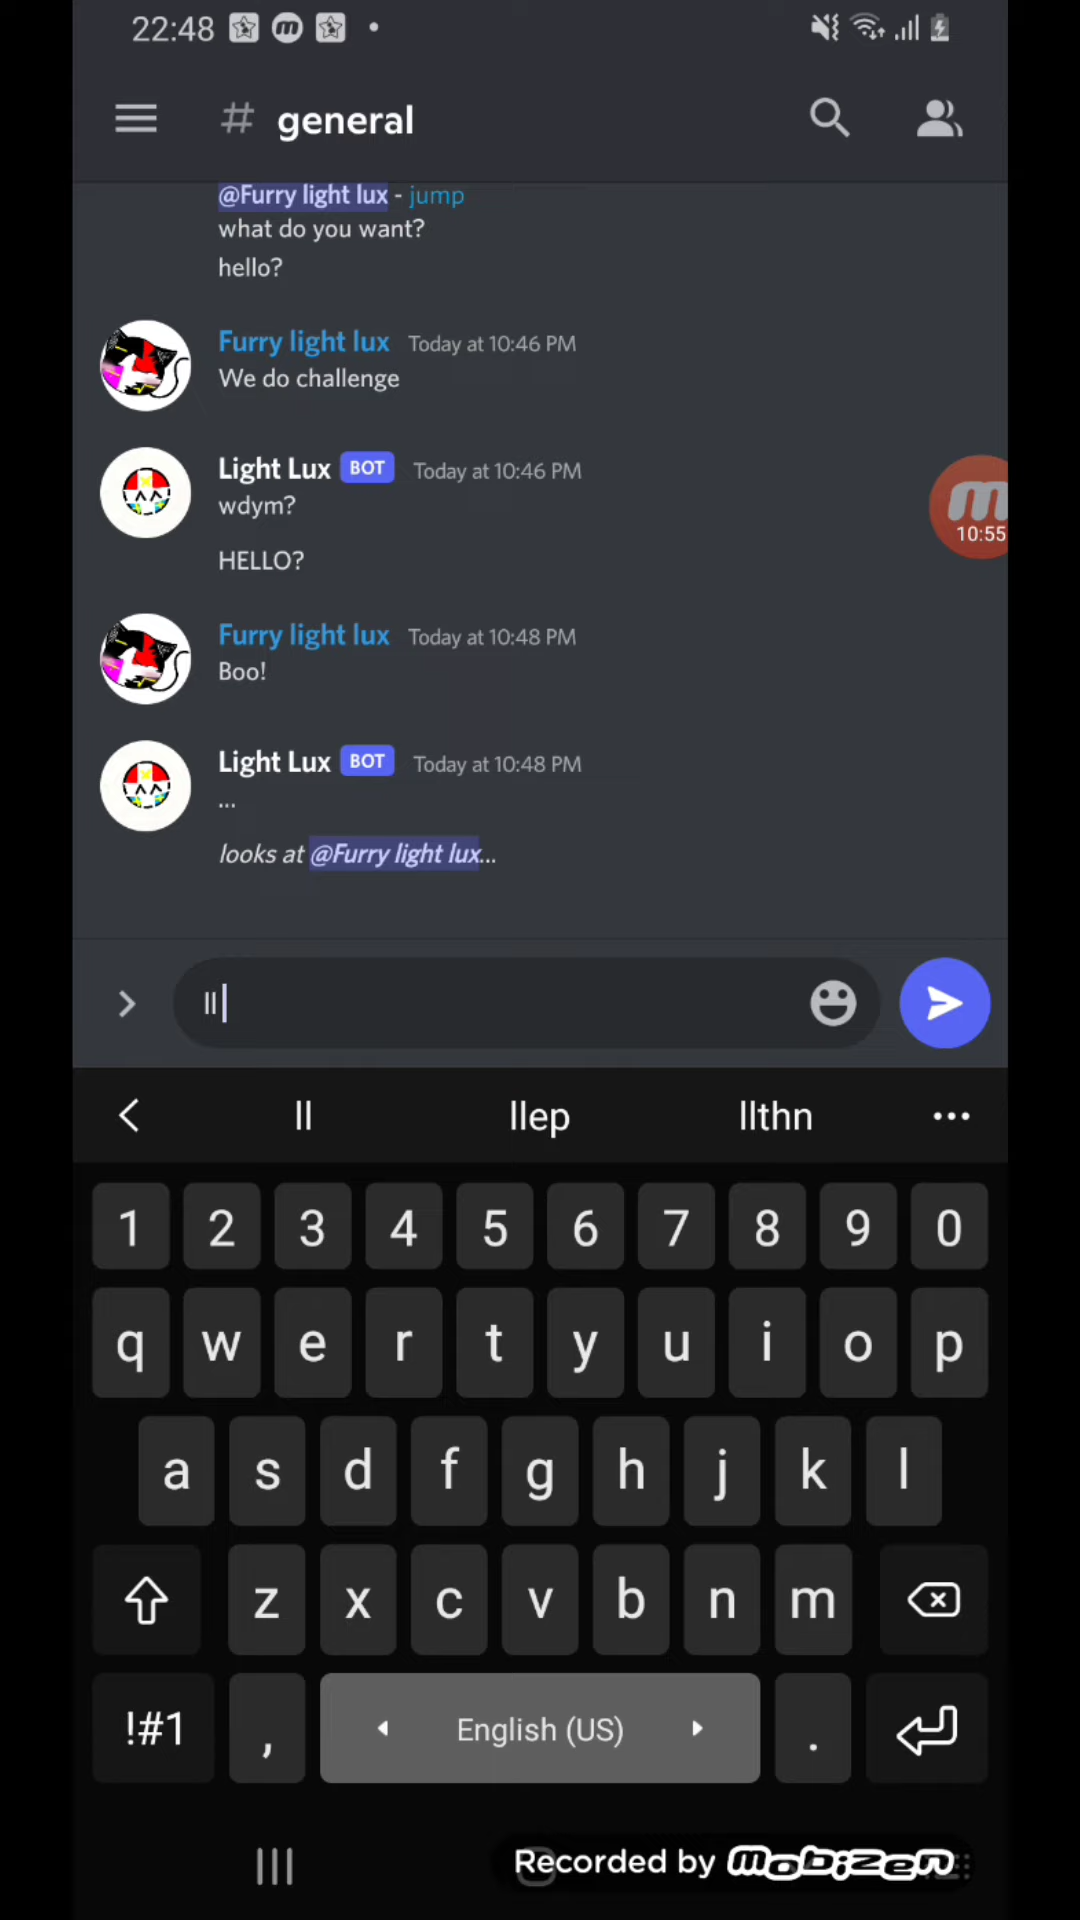 22:48
# general
@Furry light lux - jump
what do you want?
hello?
Furry light lux Today at 10:46 PM
We do challenge
Light Lux BOT Today at 10:46 PM
wdym?
HELLO?
m
10:55
Furry light lux Today at 10:48 PM
Boo!
Light Lux BOT Today at 10:48 PM
...
looks at @Furry light lux...
ll
ll llep llthn
1 2 3 4 5 6 7 8 9 0
q w e r t y u i o p
a s d f g h j k l
z x c v b n m
!#1 , English (US) .
Recorded by Mobizen